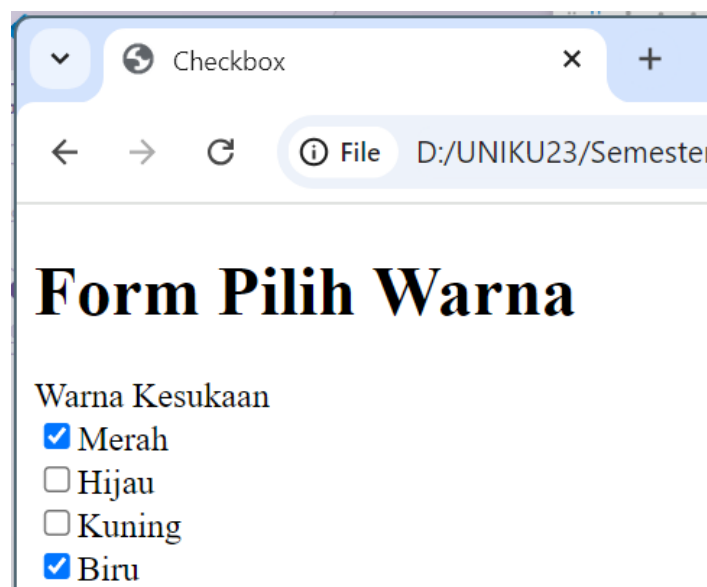 Checkbox
File D:/UNIKU23/Semester
Form Pilih Warna
Warna Kesukaan
Merah
Hijau
Kuning
Biru